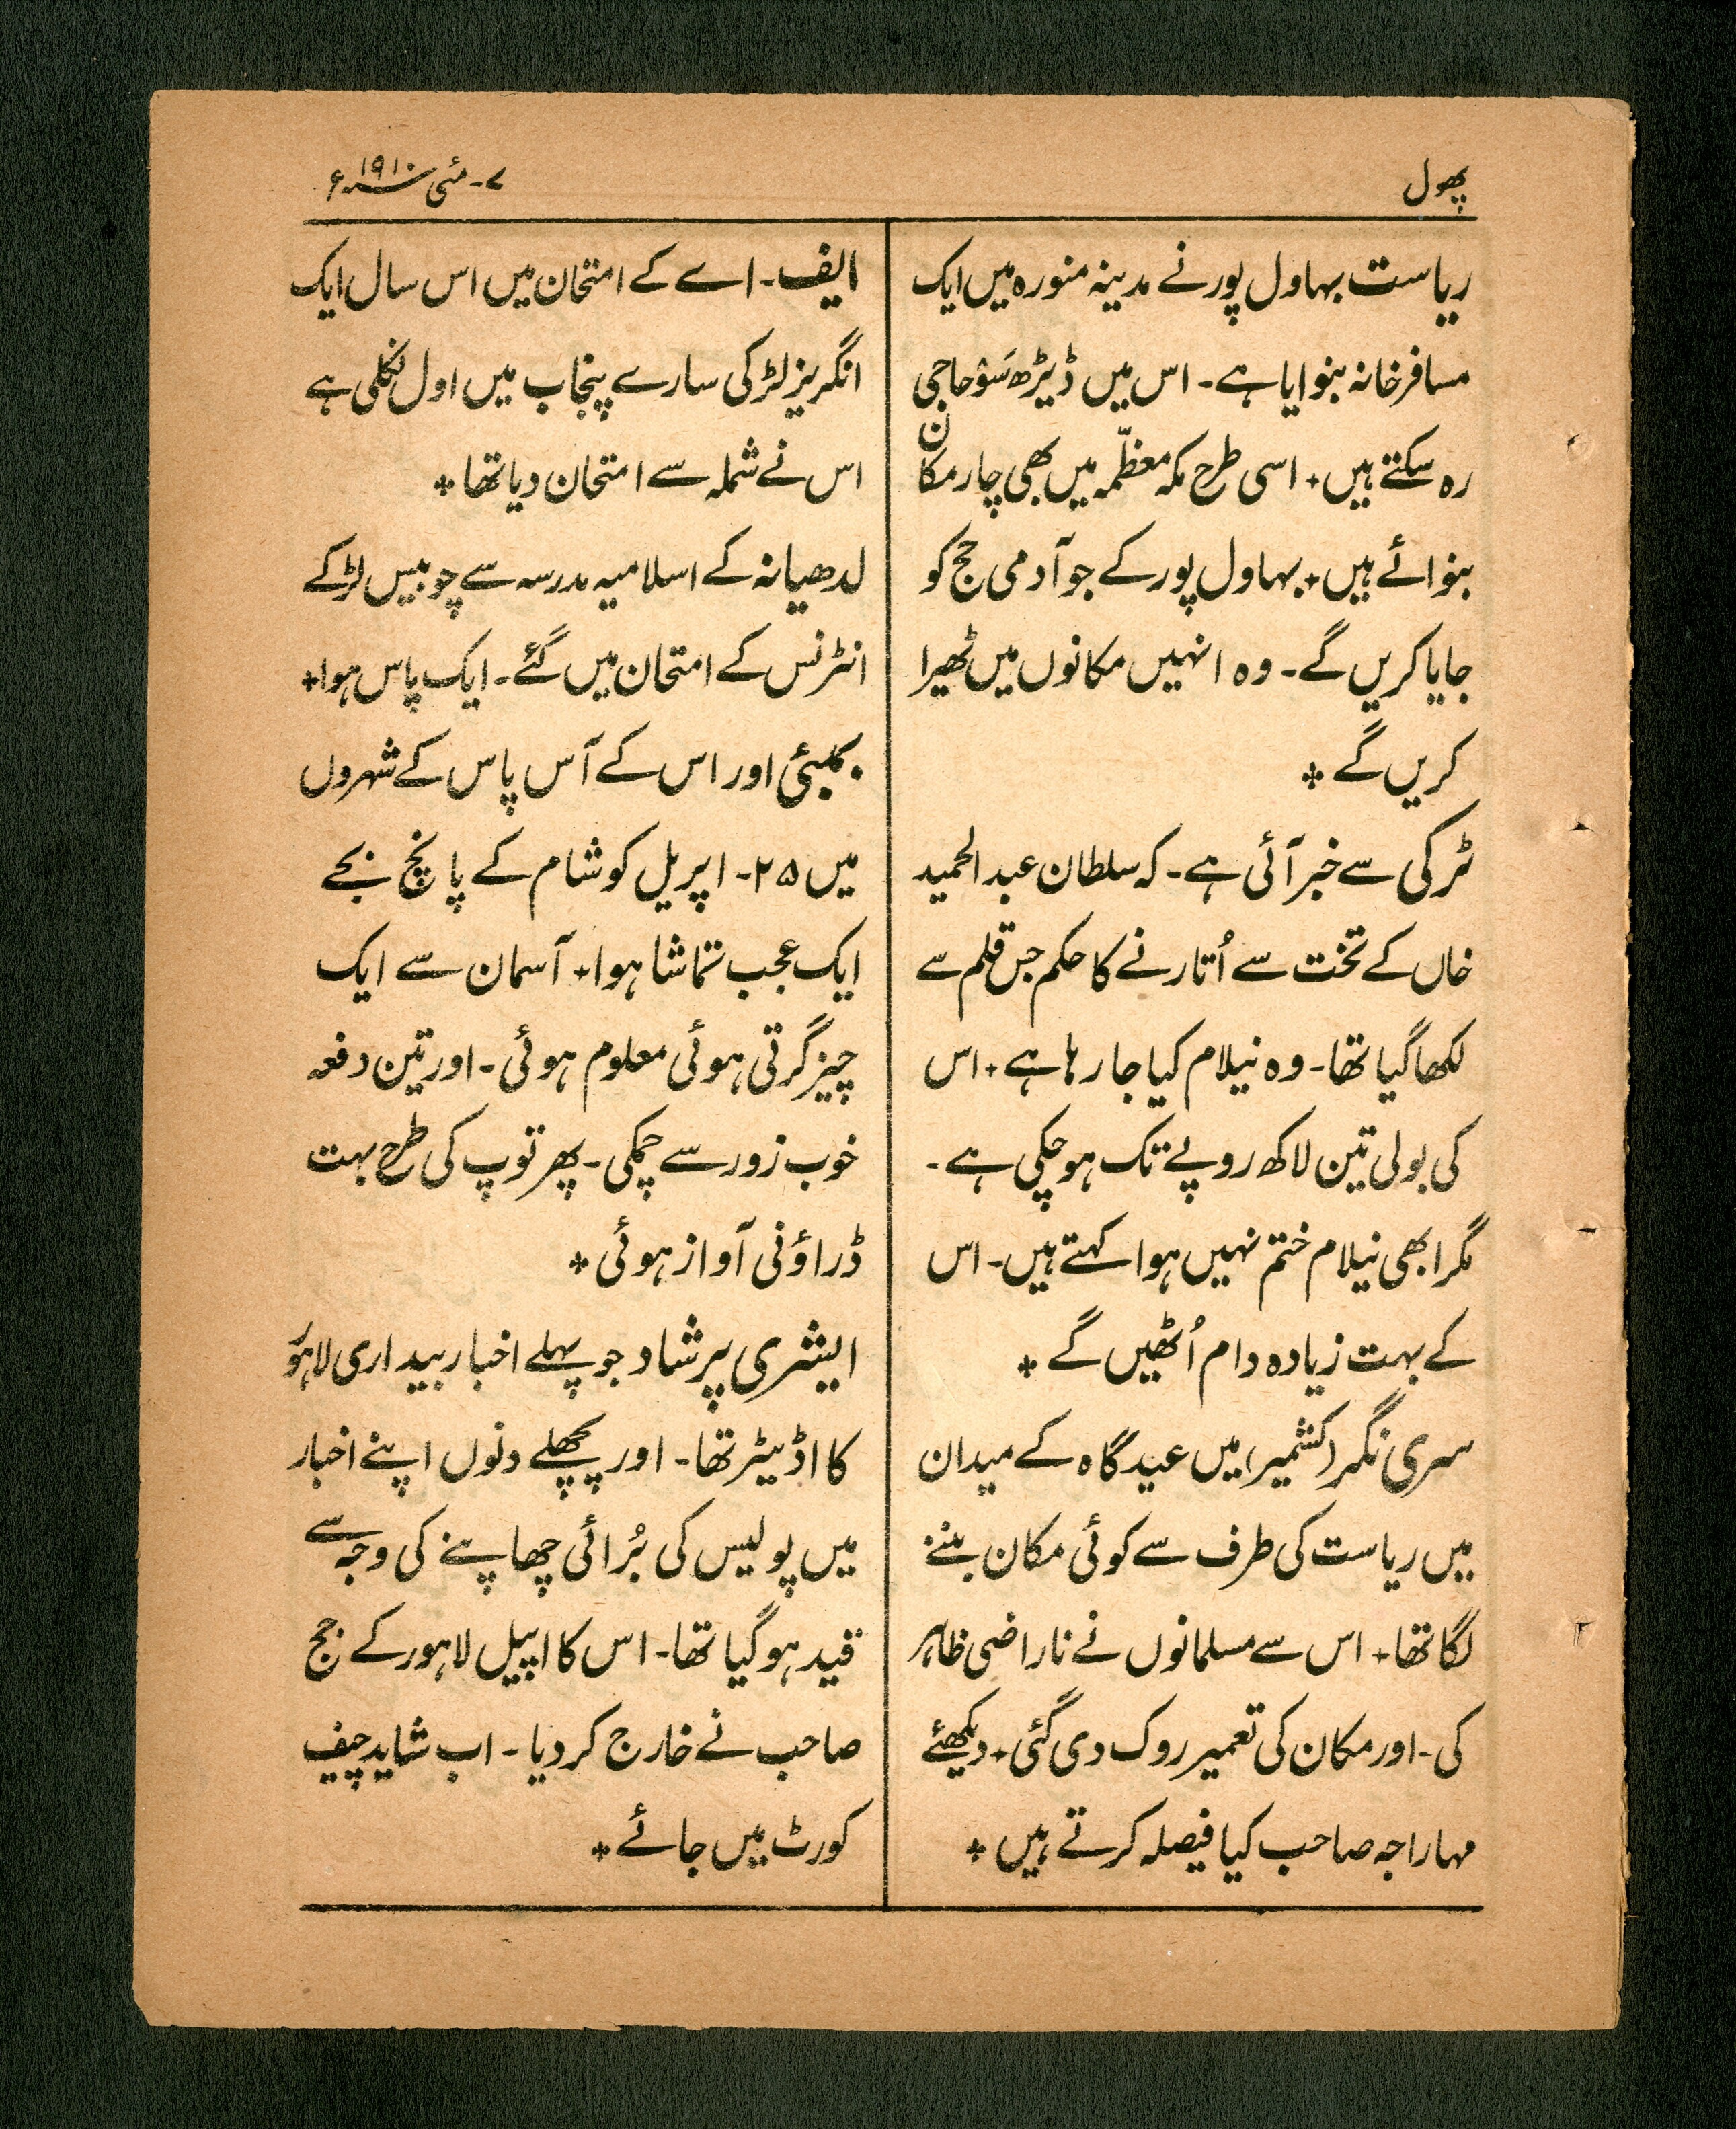 پھول
۷۔ مئی سنہ ۱۹۱۰ء
ریاست بہاول پور نے مدینہ منورہ میں ایک
مسافر خانہ بنوایا ہے۔ اس میں ڈیڑھ سَو حاجی
رہ سکتے ہیں + اسی طرح مکہ معظّمہ میں بھی چار مکان
بنوائے ہیں + بہاول پور کے جو آدمی حج کو
جایا کریں گے۔ وہ انہیں مکانوں میں ٹھیرا
کریں گے +
ٹرکی سے خبر آئی ہے۔ کہ سلطان عبد الحمید
خاں کے تخت سے اُتارنے کا حکم جس قلم سے
لکھا گیا تھا۔ وہ نیلام کیا جا رہا ہے + اس
کی بولی تین لاکھ روپے تک ہو چکی ہے۔
مگر ابھی نیلام ختم نہیں ہوا کہتے ہیں۔ اس
کے بہت زیادہ دام اُٹھیں گے +
سری نگر (کشمیر) میں عید گاہ کے میدان
میں ریاست کی طرف سے کوئی مکان بننے
لگا تھا + اس سے مسلمانوں نے ناراضی ظاہر
کی۔ اور مکان کی تعمیر روک دی گئی + دیکھئے
مہاراجہ صاحب کیا فیصلہ کرتے ہیں +
ایف۔ اے کے امتحان میں اس سال ایک
انگریز لڑکی سارے پنجاب میں اول نکلی ہے
اس نے شملہ سے امتحان دیا تھا +
لدھیانہ کے اسلامیہ مدرسہ سے چوبیس لڑکے
انٹرنس کے امتحان میں گئے۔ ایک پاس ہوا +
بمبئی اور اس کے آس پاس کے شہروں
میں ۲۵۔ اپریل کو شام کے پانچ بجے
ایک عجب تماشا ہوا + آسمان سے ایک
چیز گرتی ہوئی معلوم ہوئی۔ اور تین دفعہ
خوب زور سے چمکی۔ پھر توپ کی طرح بہت
ڈراؤنی آواز ہوئی +
ایشری پرشاد جو پہلے اخبار بیداری لاہور
کا اڈیٹر تھا۔ اور پچھلے دنوں اپنے اخبار
میں پولیس کی بُرائی چھاپنے کی وجہ سے
قید ہو گیا تھا۔ اس کا اپیل لاہور کے جج
صاحب نے خارج کر دیا۔ اب شاید چیف
کورٹ میں جائے +